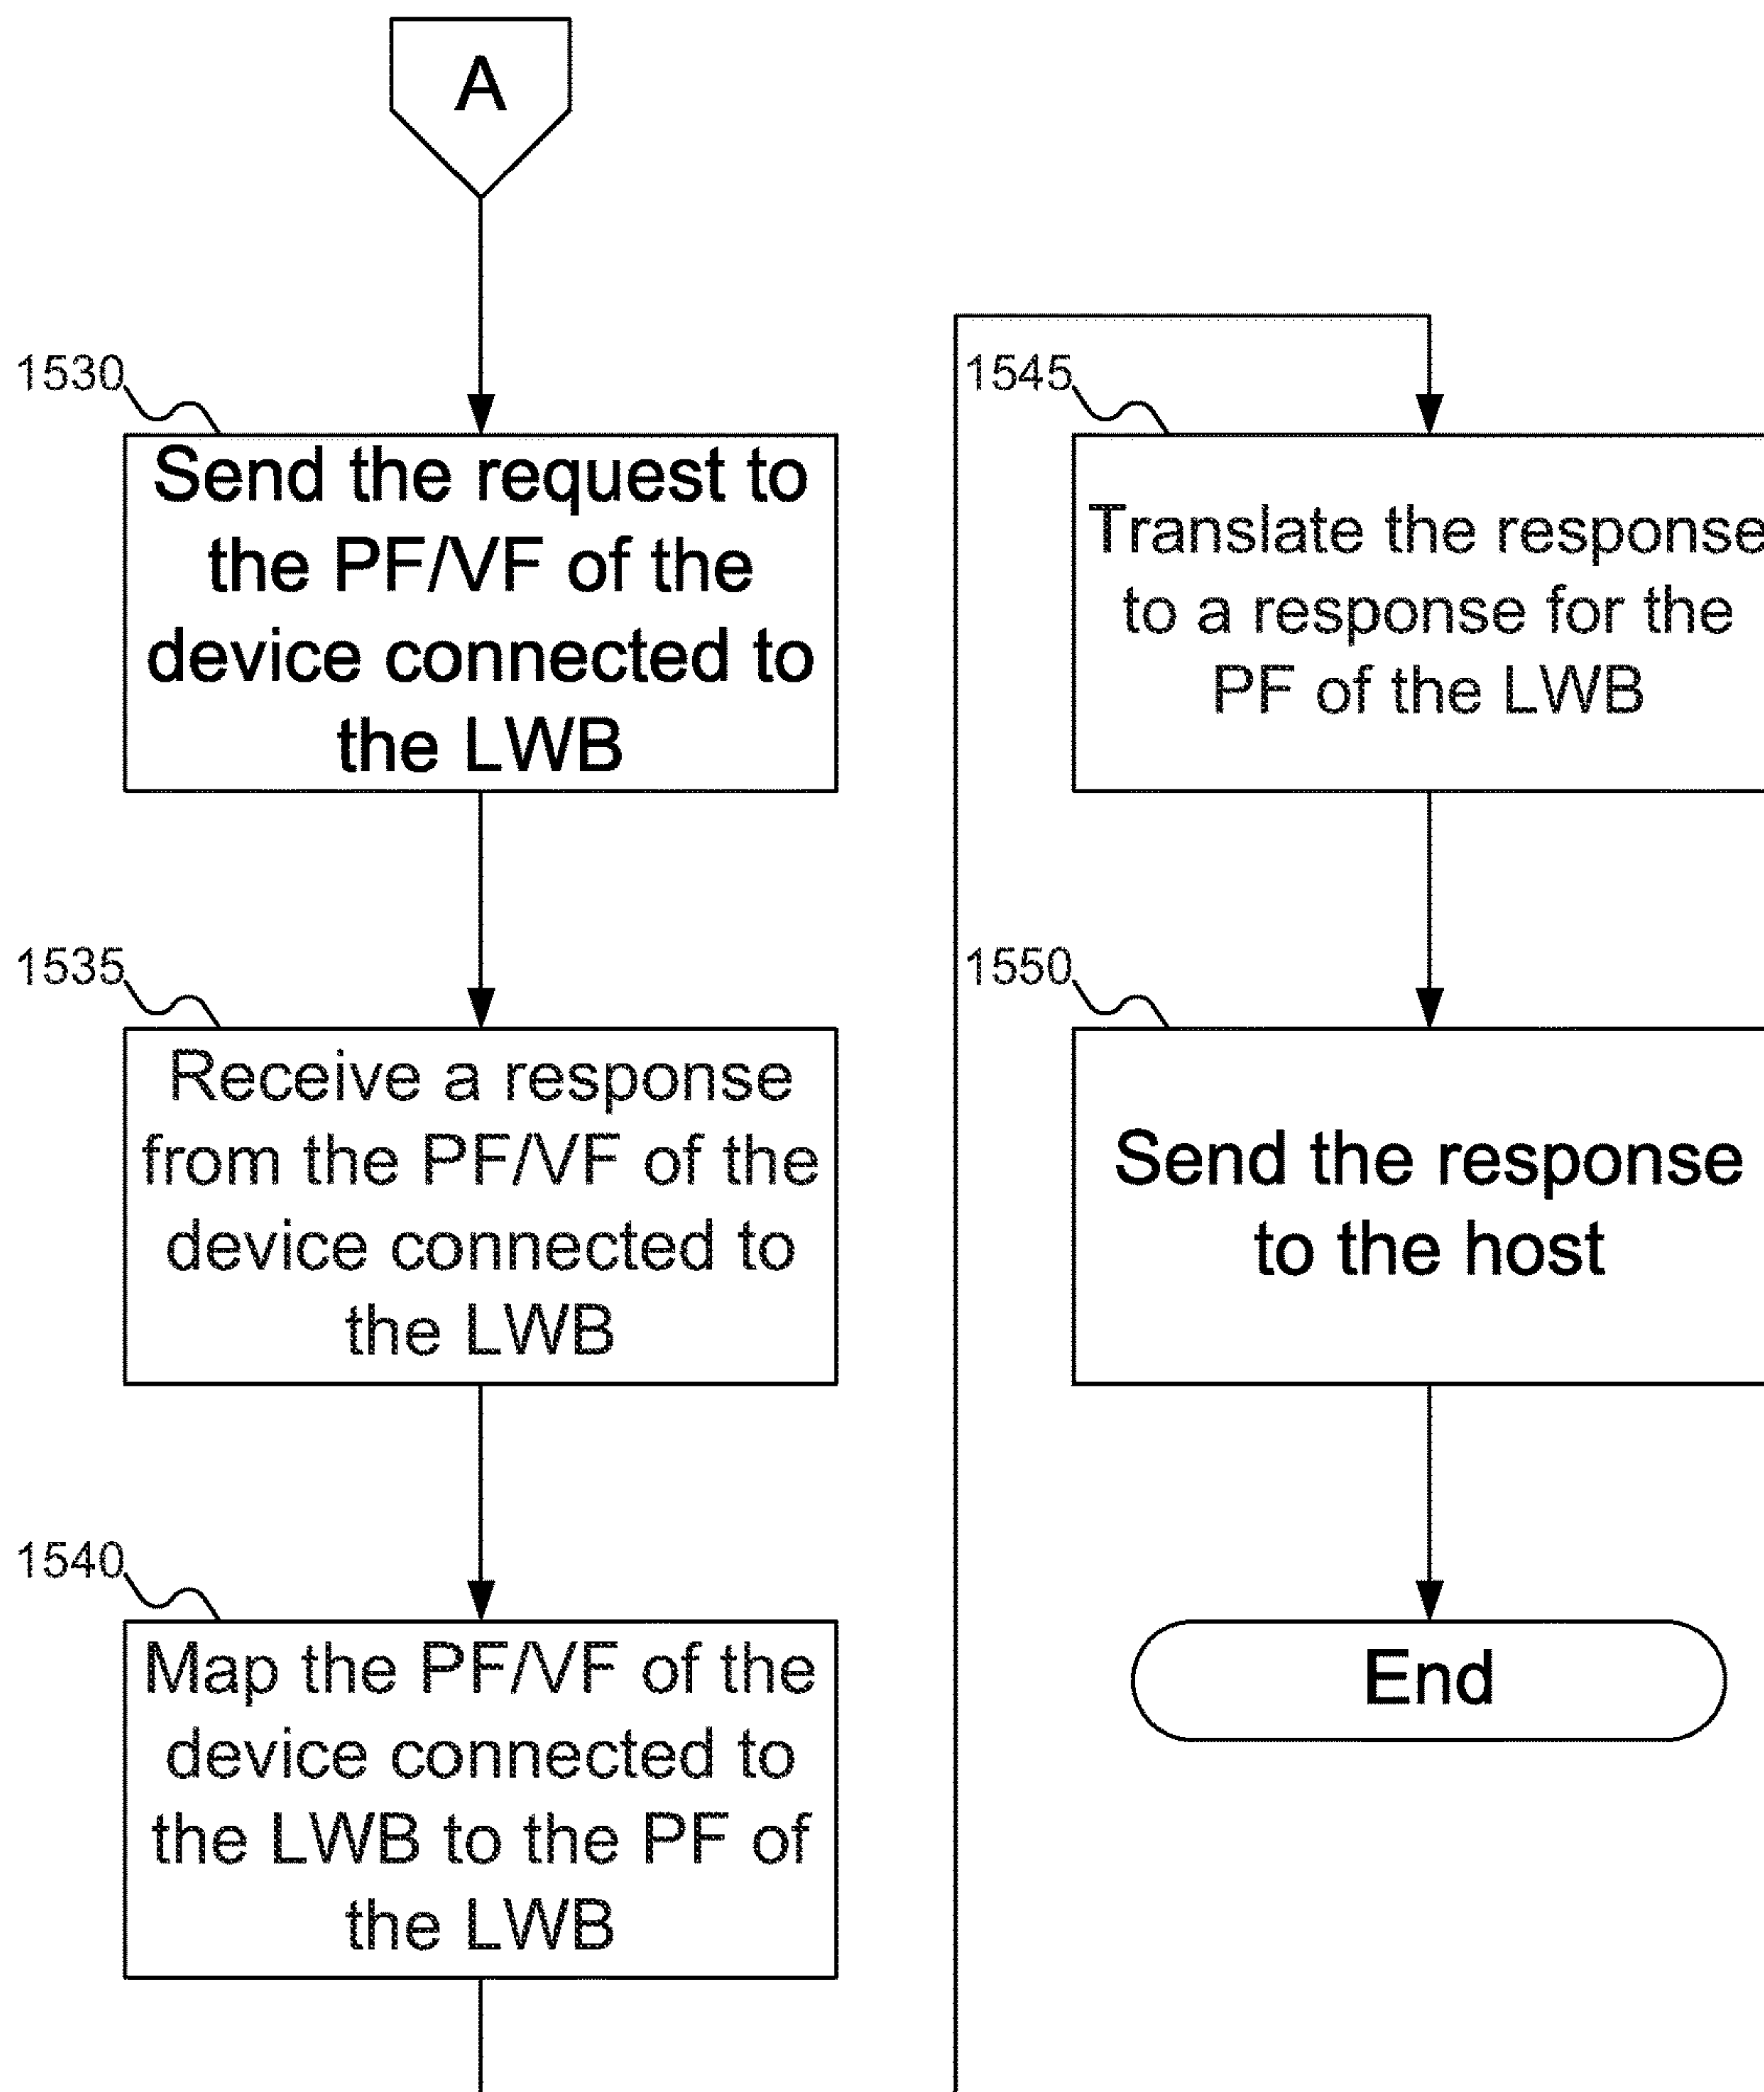 A
1530
Send the request to
the PF/VF of the
device connected to
the LWB
1535
Receive a response
from the PF/VF of the
device connected to
the LWB
1540
Map the PF/VF of the
device connected to
the LWB to the PF of
the LWB
1545
Translate the response
to a response for the
PF of the LWB
1550
Send the response
to the host
End